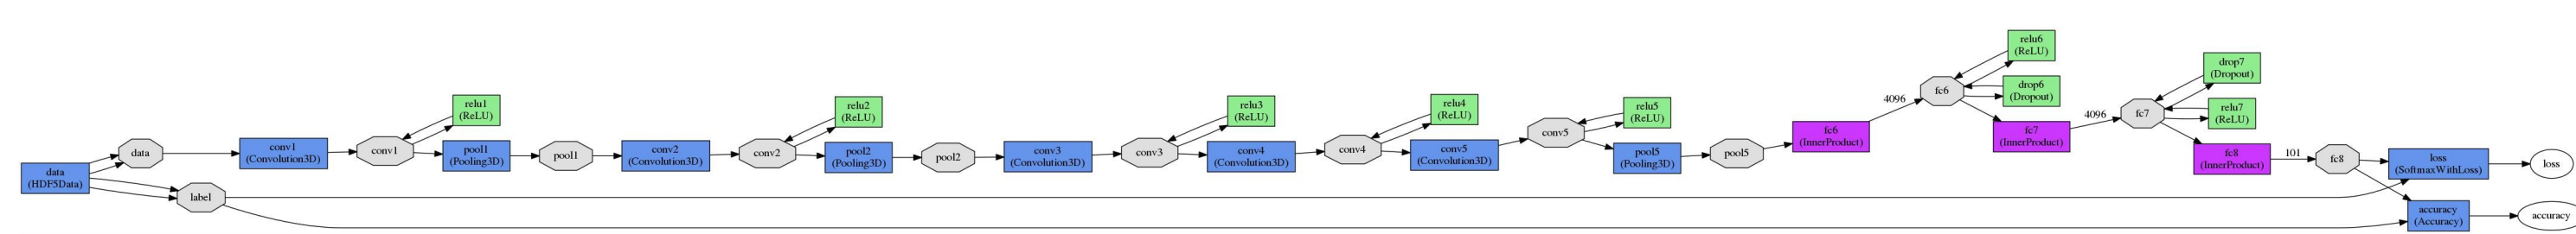 data
(HDF5Data)
data
label
conv1
(Convolution3D)
conv1
relu1
(ReLU)
pool1
(Pooling3D)
pool1
conv2
(Convolution3D)
conv2
relu2
(ReLU)
pool2
(Pooling3D)
pool2
conv3
(Convolution3D)
conv3
relu3
(ReLU)
conv4
(Convolution3D)
conv4
relu4
(ReLU)
conv5
(Convolution3D)
conv5
relu5
(ReLU)
pool5
(Pooling3D)
pool5
fc6
(InnerProduct)
4096
fc6
relu6
(ReLU)
drop6
(Dropout)
fc7
(InnerProduct)
4096
fc7
drop7
(Dropout)
relu7
(ReLU)
fc8
(InnerProduct)
101
fc8
loss
(SoftmaxWithLoss)
loss
accuracy
(Accuracy)
accuracy